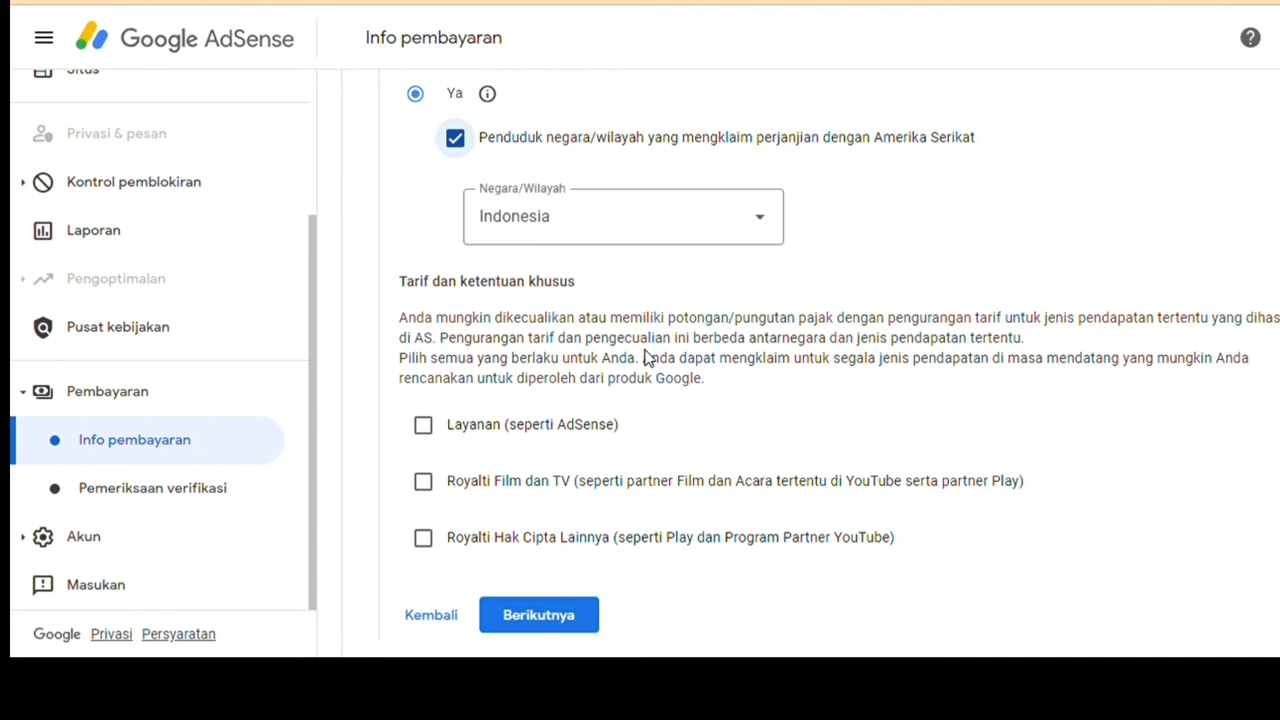 Google AdSense
Info pembayaran
Situs
Privasi & pesan
Kontrol pemblokiran
Laporan
Pengoptimalan
Pusat kebijakan
Pembayaran
Info pembayaran
Pemeriksaan verifikasi
Akun
Masukan
Google Privasi Persyaratan
Ya
Penduduk negara/wilayah yang mengklaim perjanjian dengan Amerika Serikat
Negara/Wilayah
Indonesia
Tarif dan ketentuan khusus
Anda mungkin dikecualikan atau memiliki potongan/pungutan pajak dengan pengurangan tarif untuk jenis pendapatan tertentu yang dihas
di AS. Pengurangan tarif dan pengecualian ini berbeda antarnegara dan jenis pendapatan tertentu.
Pilih semua yang berlaku untuk Anda. Anda dapat mengklaim untuk segala jenis pendapatan di masa mendatang yang mungkin Anda
rencanakan untuk diperoleh dari produk Google.
Layanan (seperti AdSense)
Royalti Film dan TV (seperti partner Film dan Acara tertentu di YouTube serta partner Play)
Royalti Hak Cipta Lainnya (seperti Play dan Program Partner YouTube)
Kembali
Berikutnya